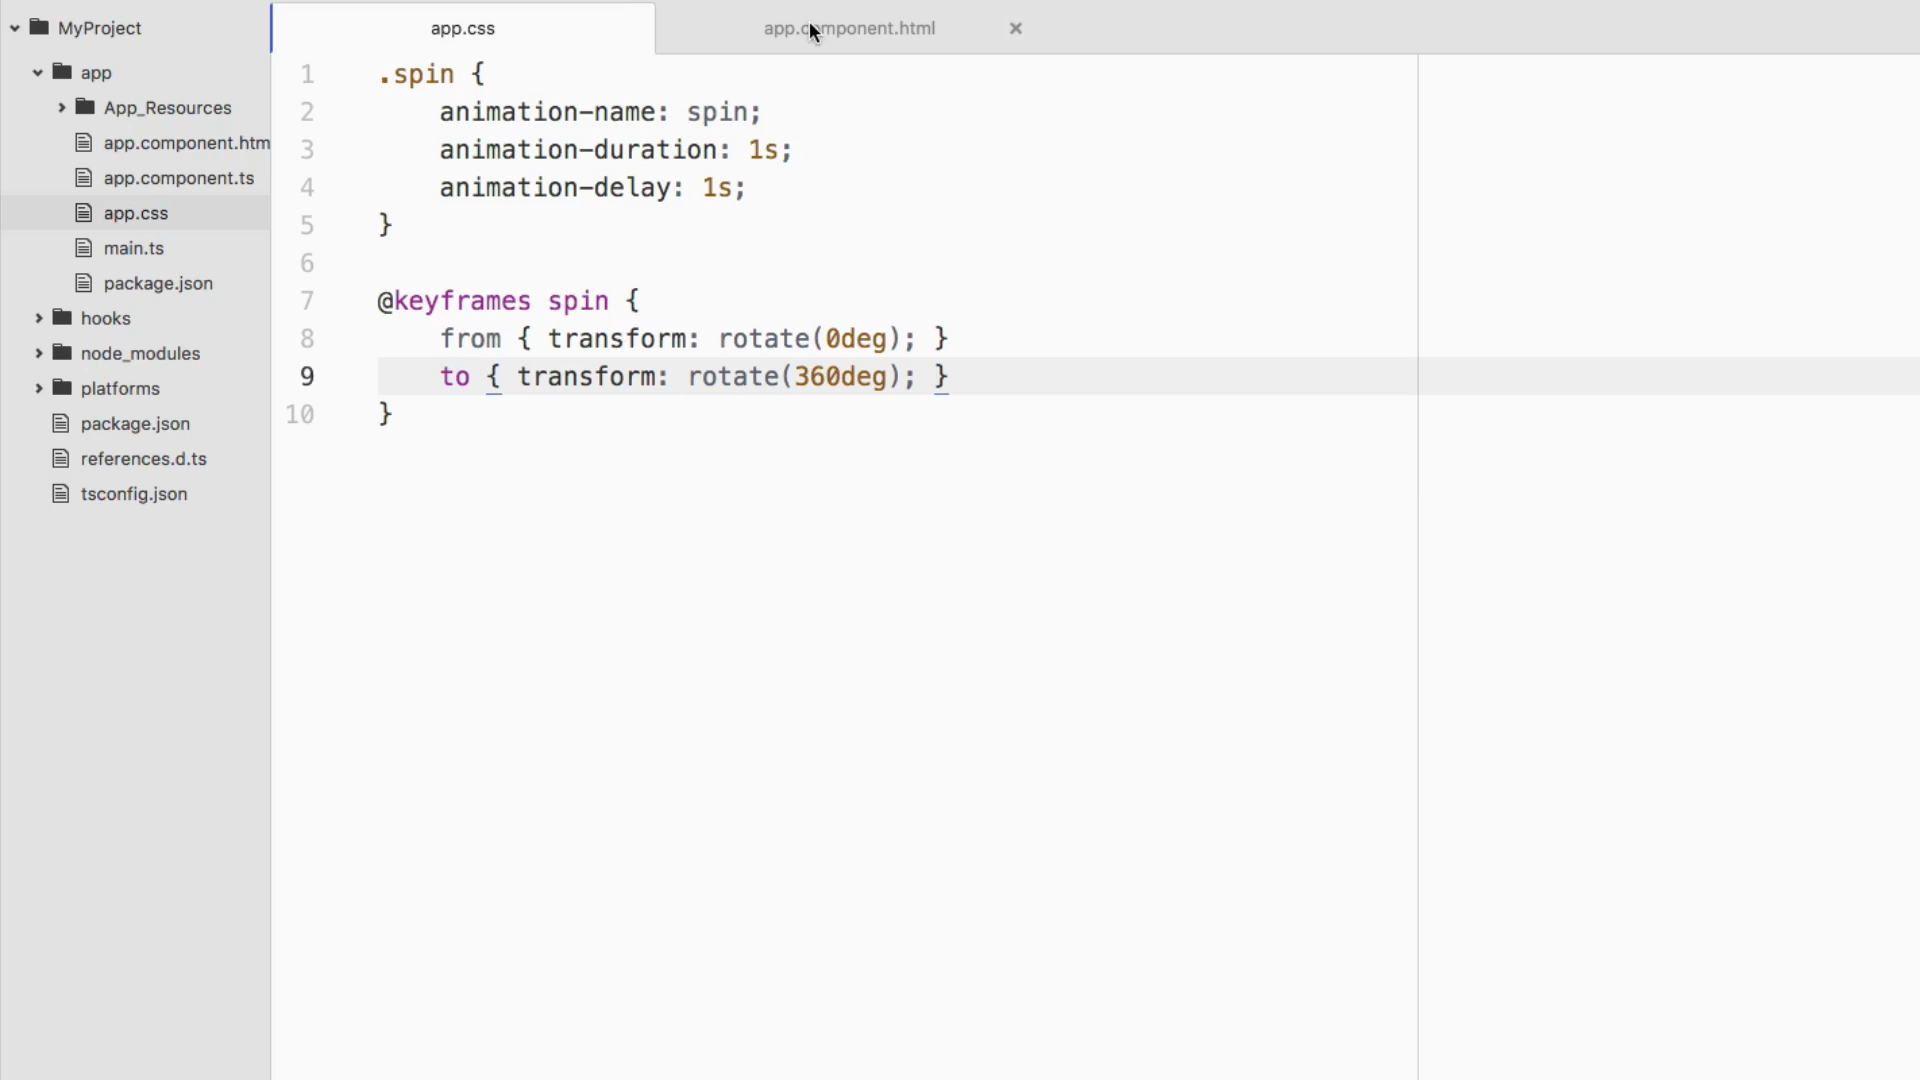 MyProject
app
App_Resources
app.component.htm
app.component.ts
app.css
main.ts
package.json
hooks
node_modules
platforms
package.json
references.d.ts
tsconfig.json
app.css
app.component.html
1 .spin {
2 animation-name: spin;
3 animation-duration: 1s;
4 animation-delay: 1s;
5 }
6
7 @keyframes spin {
8 from { transform: rotate(0deg); }
9 to { transform: rotate(360deg); }
10 }